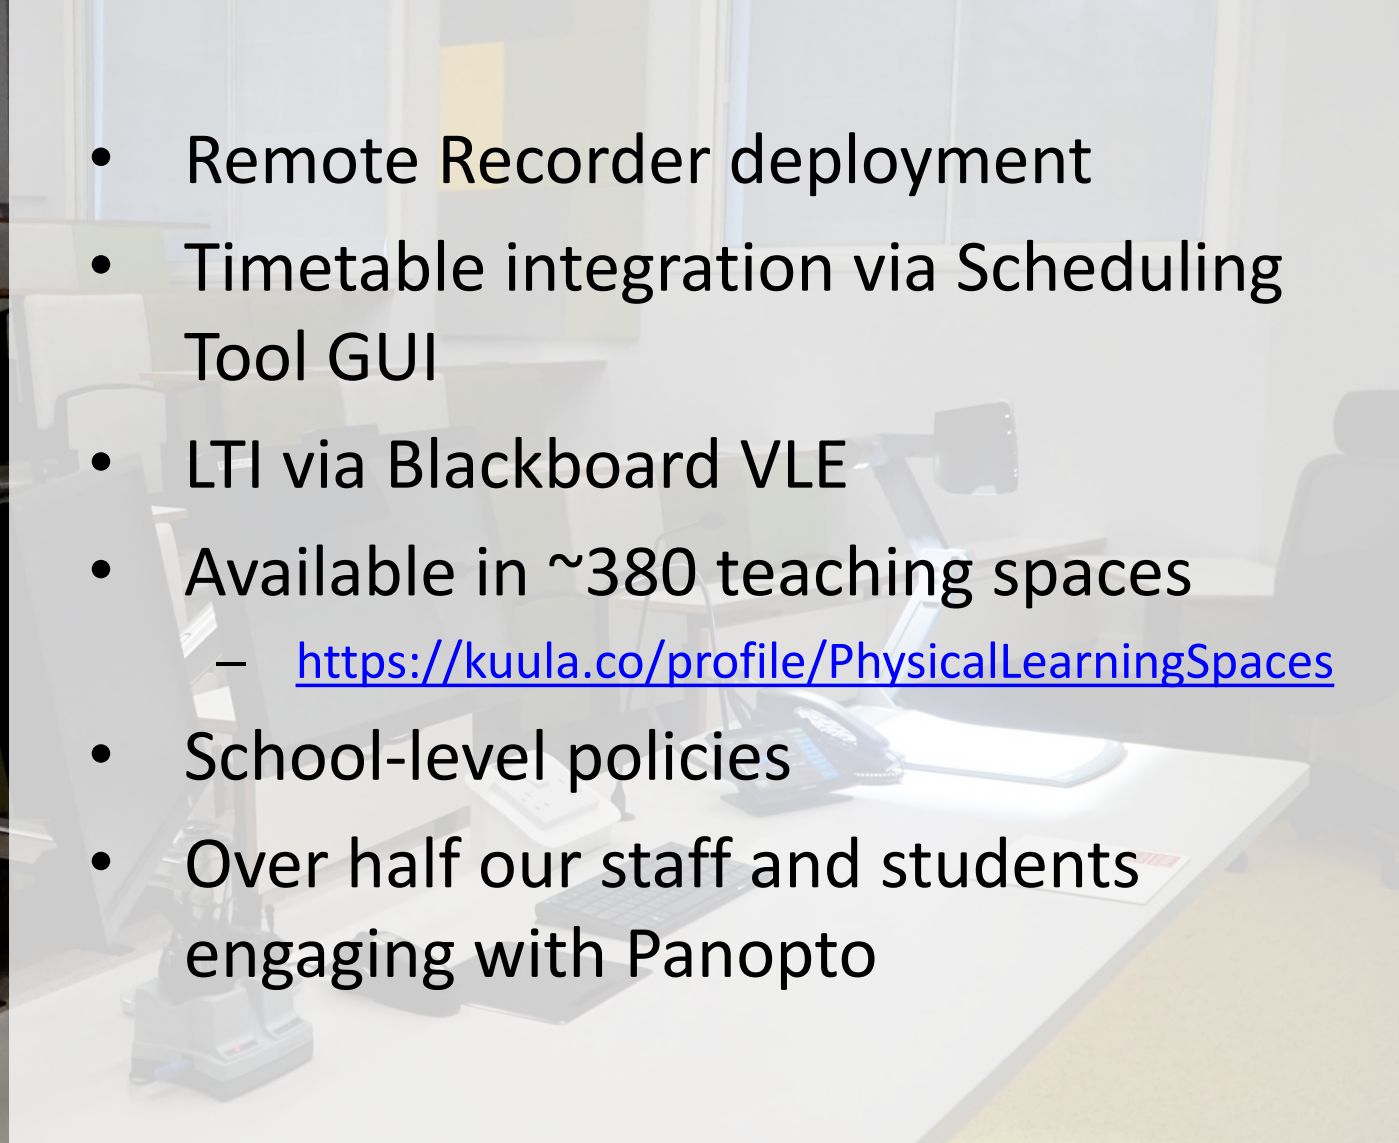 • Remote Recorder deployment
• Timetable integration via Scheduling
Tool GUI
• LTI via Blackboard VLE
• Available in ~380 teaching spaces
– https://kuula.co/profile/PhysicalLearningSpaces
• School-level policies
• Over half our staff and students
engaging with Panopto